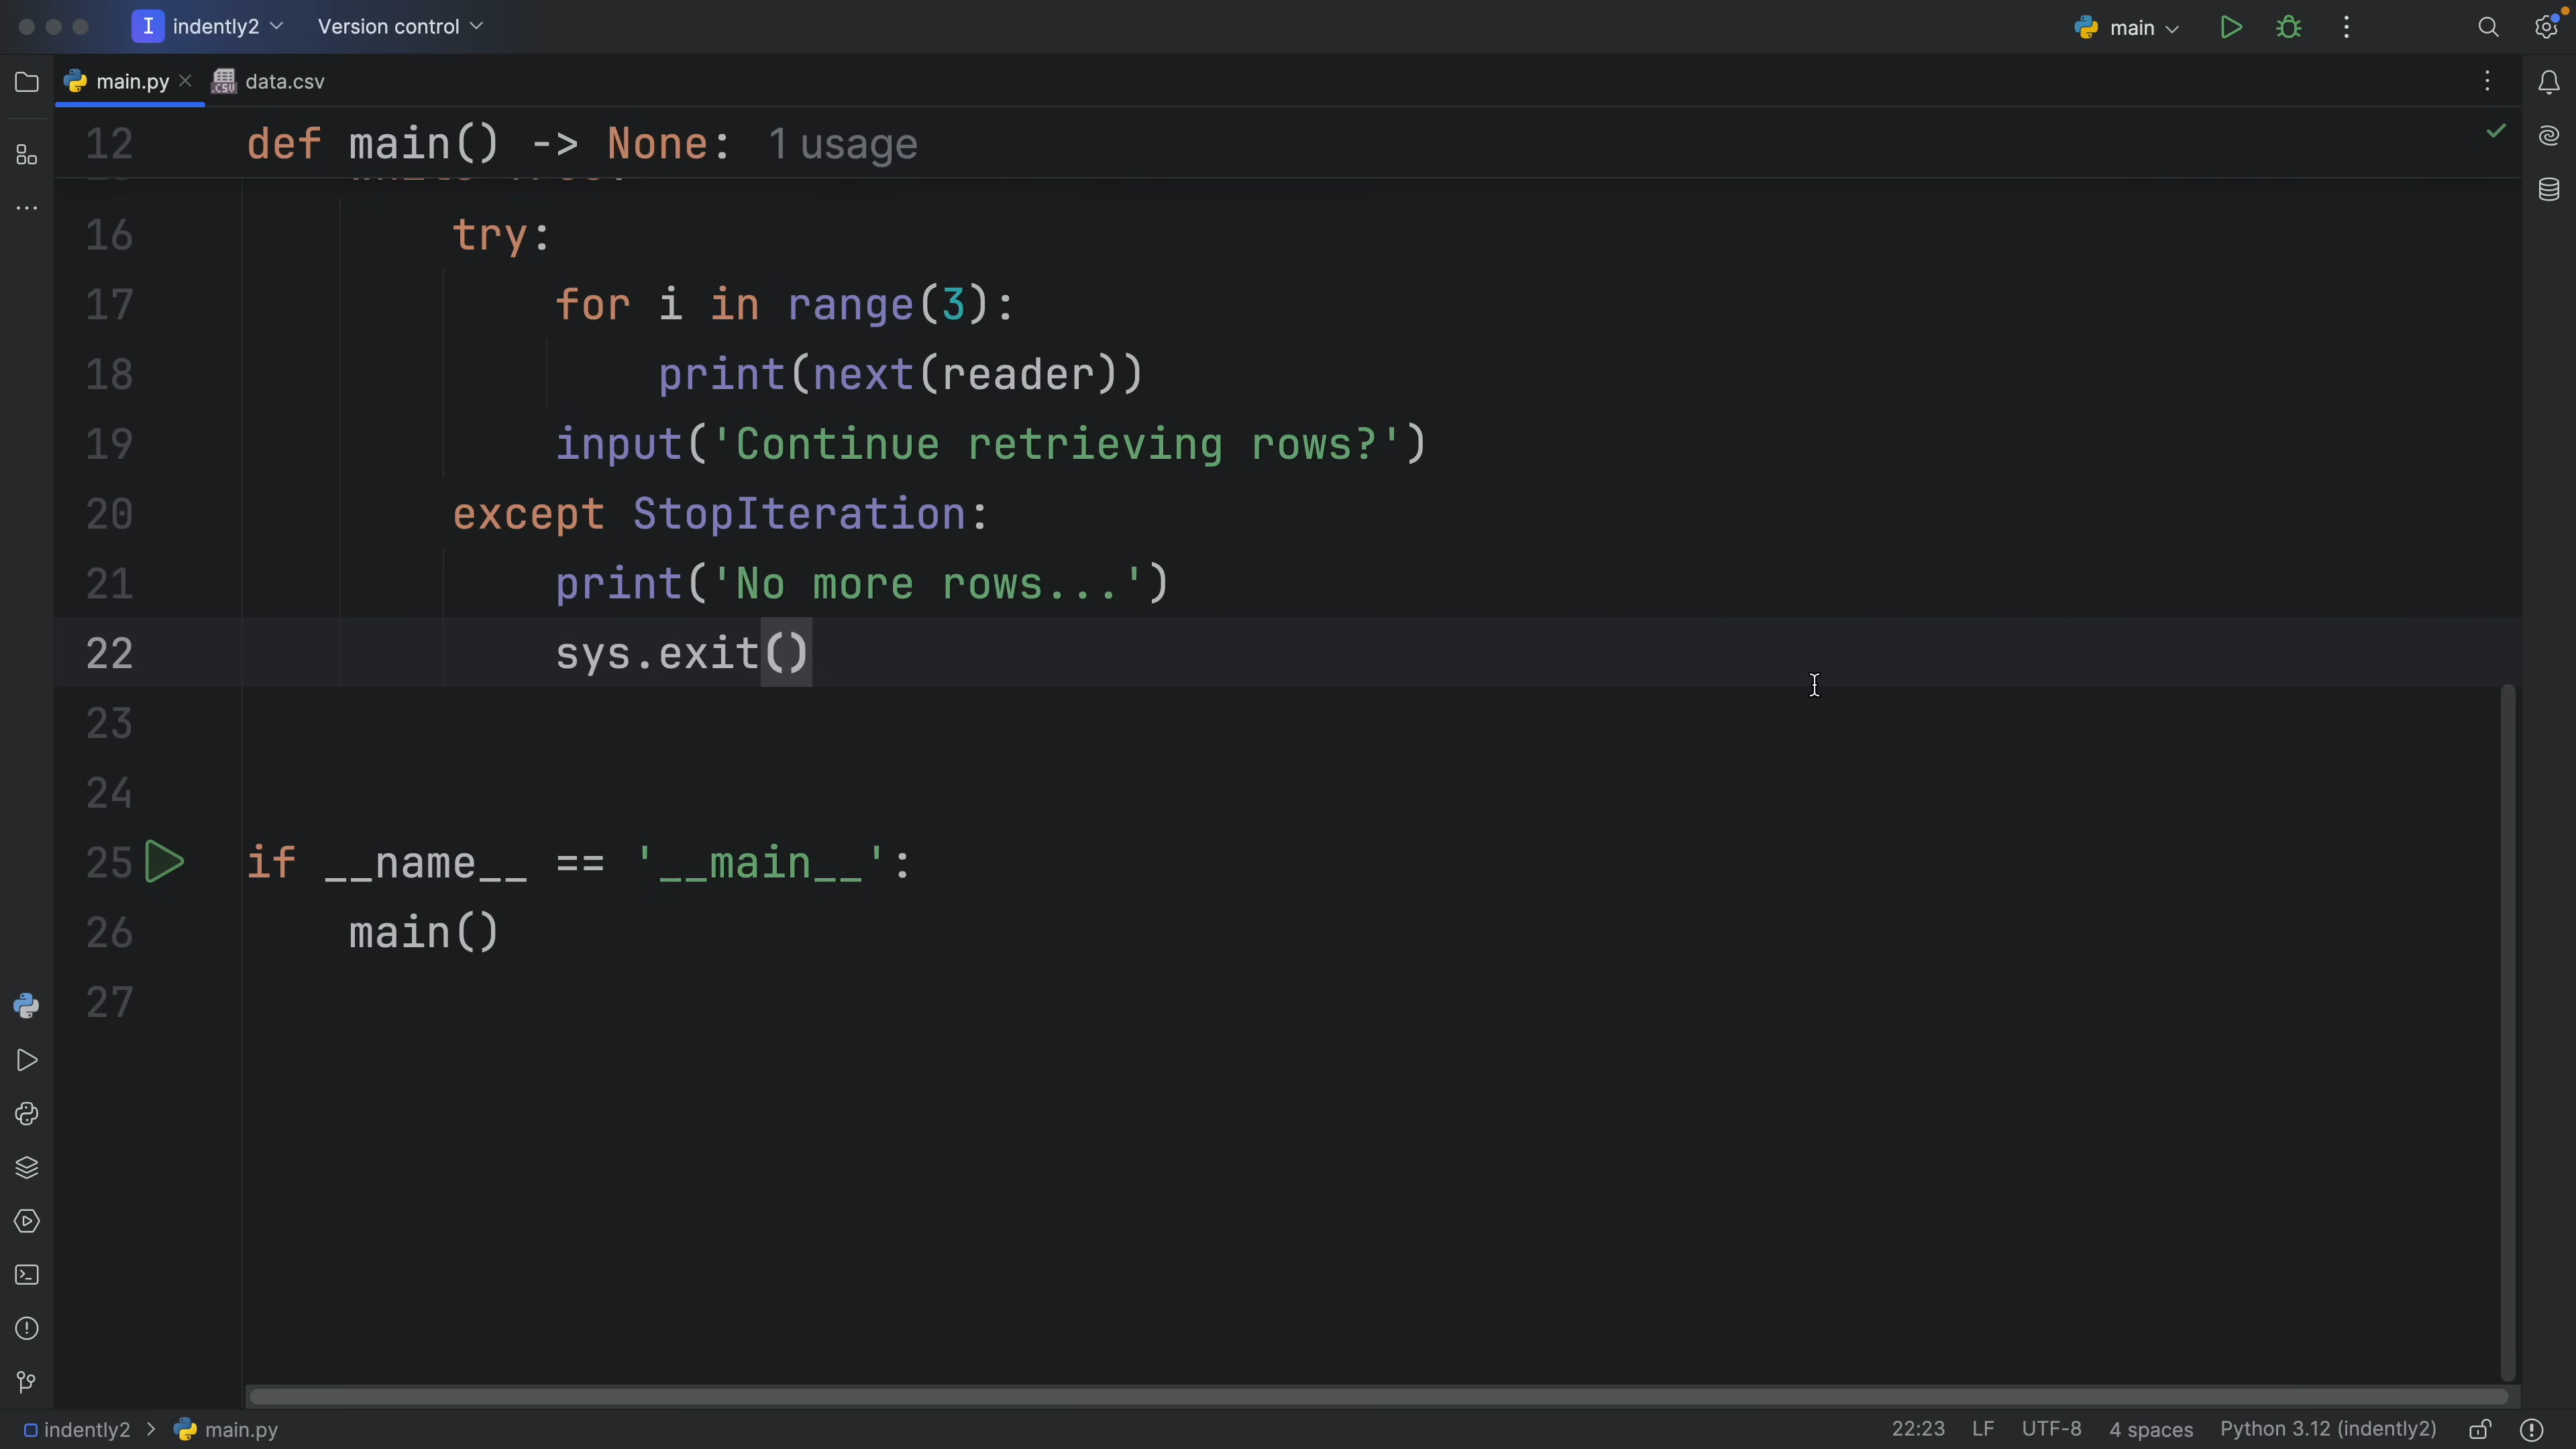 I indently2 Version control main
main.py data.csv
12 def main() -> None: 1 usage
16 try:
17 for i in range(3):
18 print(next(reader))
19 input('Continue retrieving rows?')
20 except StopIteration:
21 print('No more rows...')
22 sys.exit()
23
24
25 if __name__ == '__main__':
26 main()
27
indently2 > main.py 22:23 LF UTF-8 4 spaces Python 3.12 (indently2)